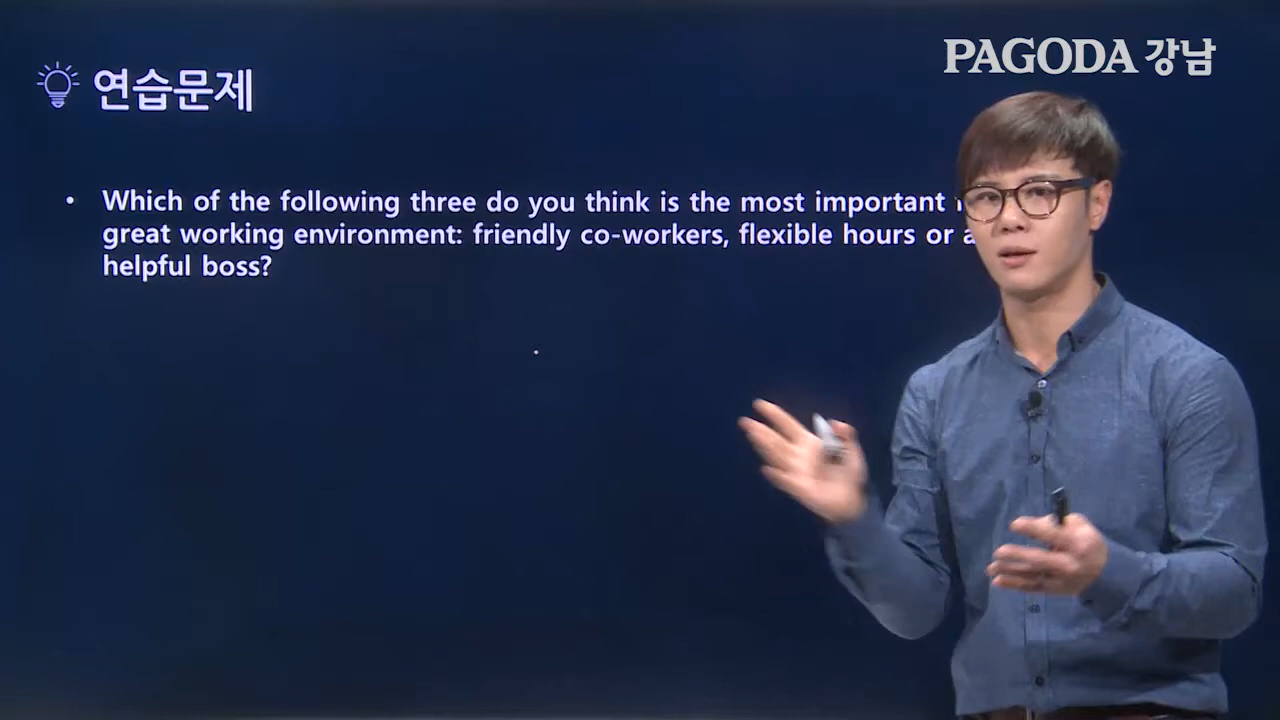 PAGODA 강남
연습문제
• Which of the following three do you think is the most important
great working environment: friendly co-workers, flexible hours or a
helpful boss?